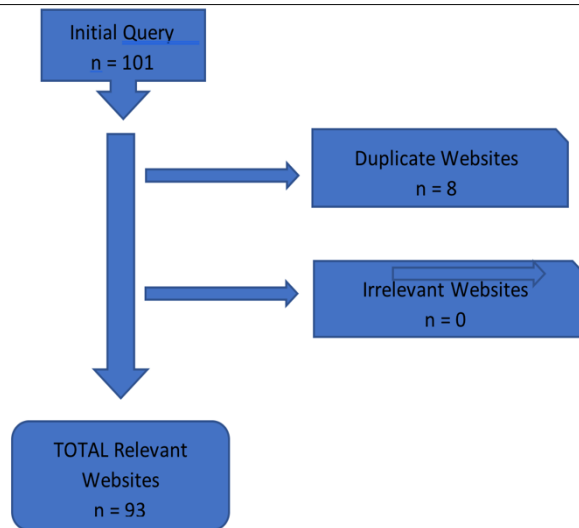 Initial Query
n = 101
Duplicate Websites
n = 8
Irrelevant Websites
n = 0
TOTAL Relevant
Websites
n = 93